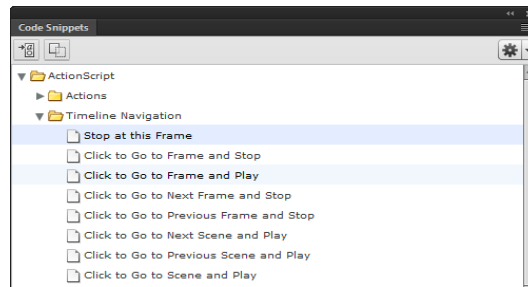 Code Snippets
ActionScript
Actions
Timeline Navigation
Stop at this Frame
Click to Go to Frame and Stop
Click to Go to Frame and Play
Click to Go to Next Frame and Stop
Click to Go to Previous Frame and Stop
Click to Go to Next Scene and Play
Click to Go to Previous Scene and Play
Click to Go to Scene and Play